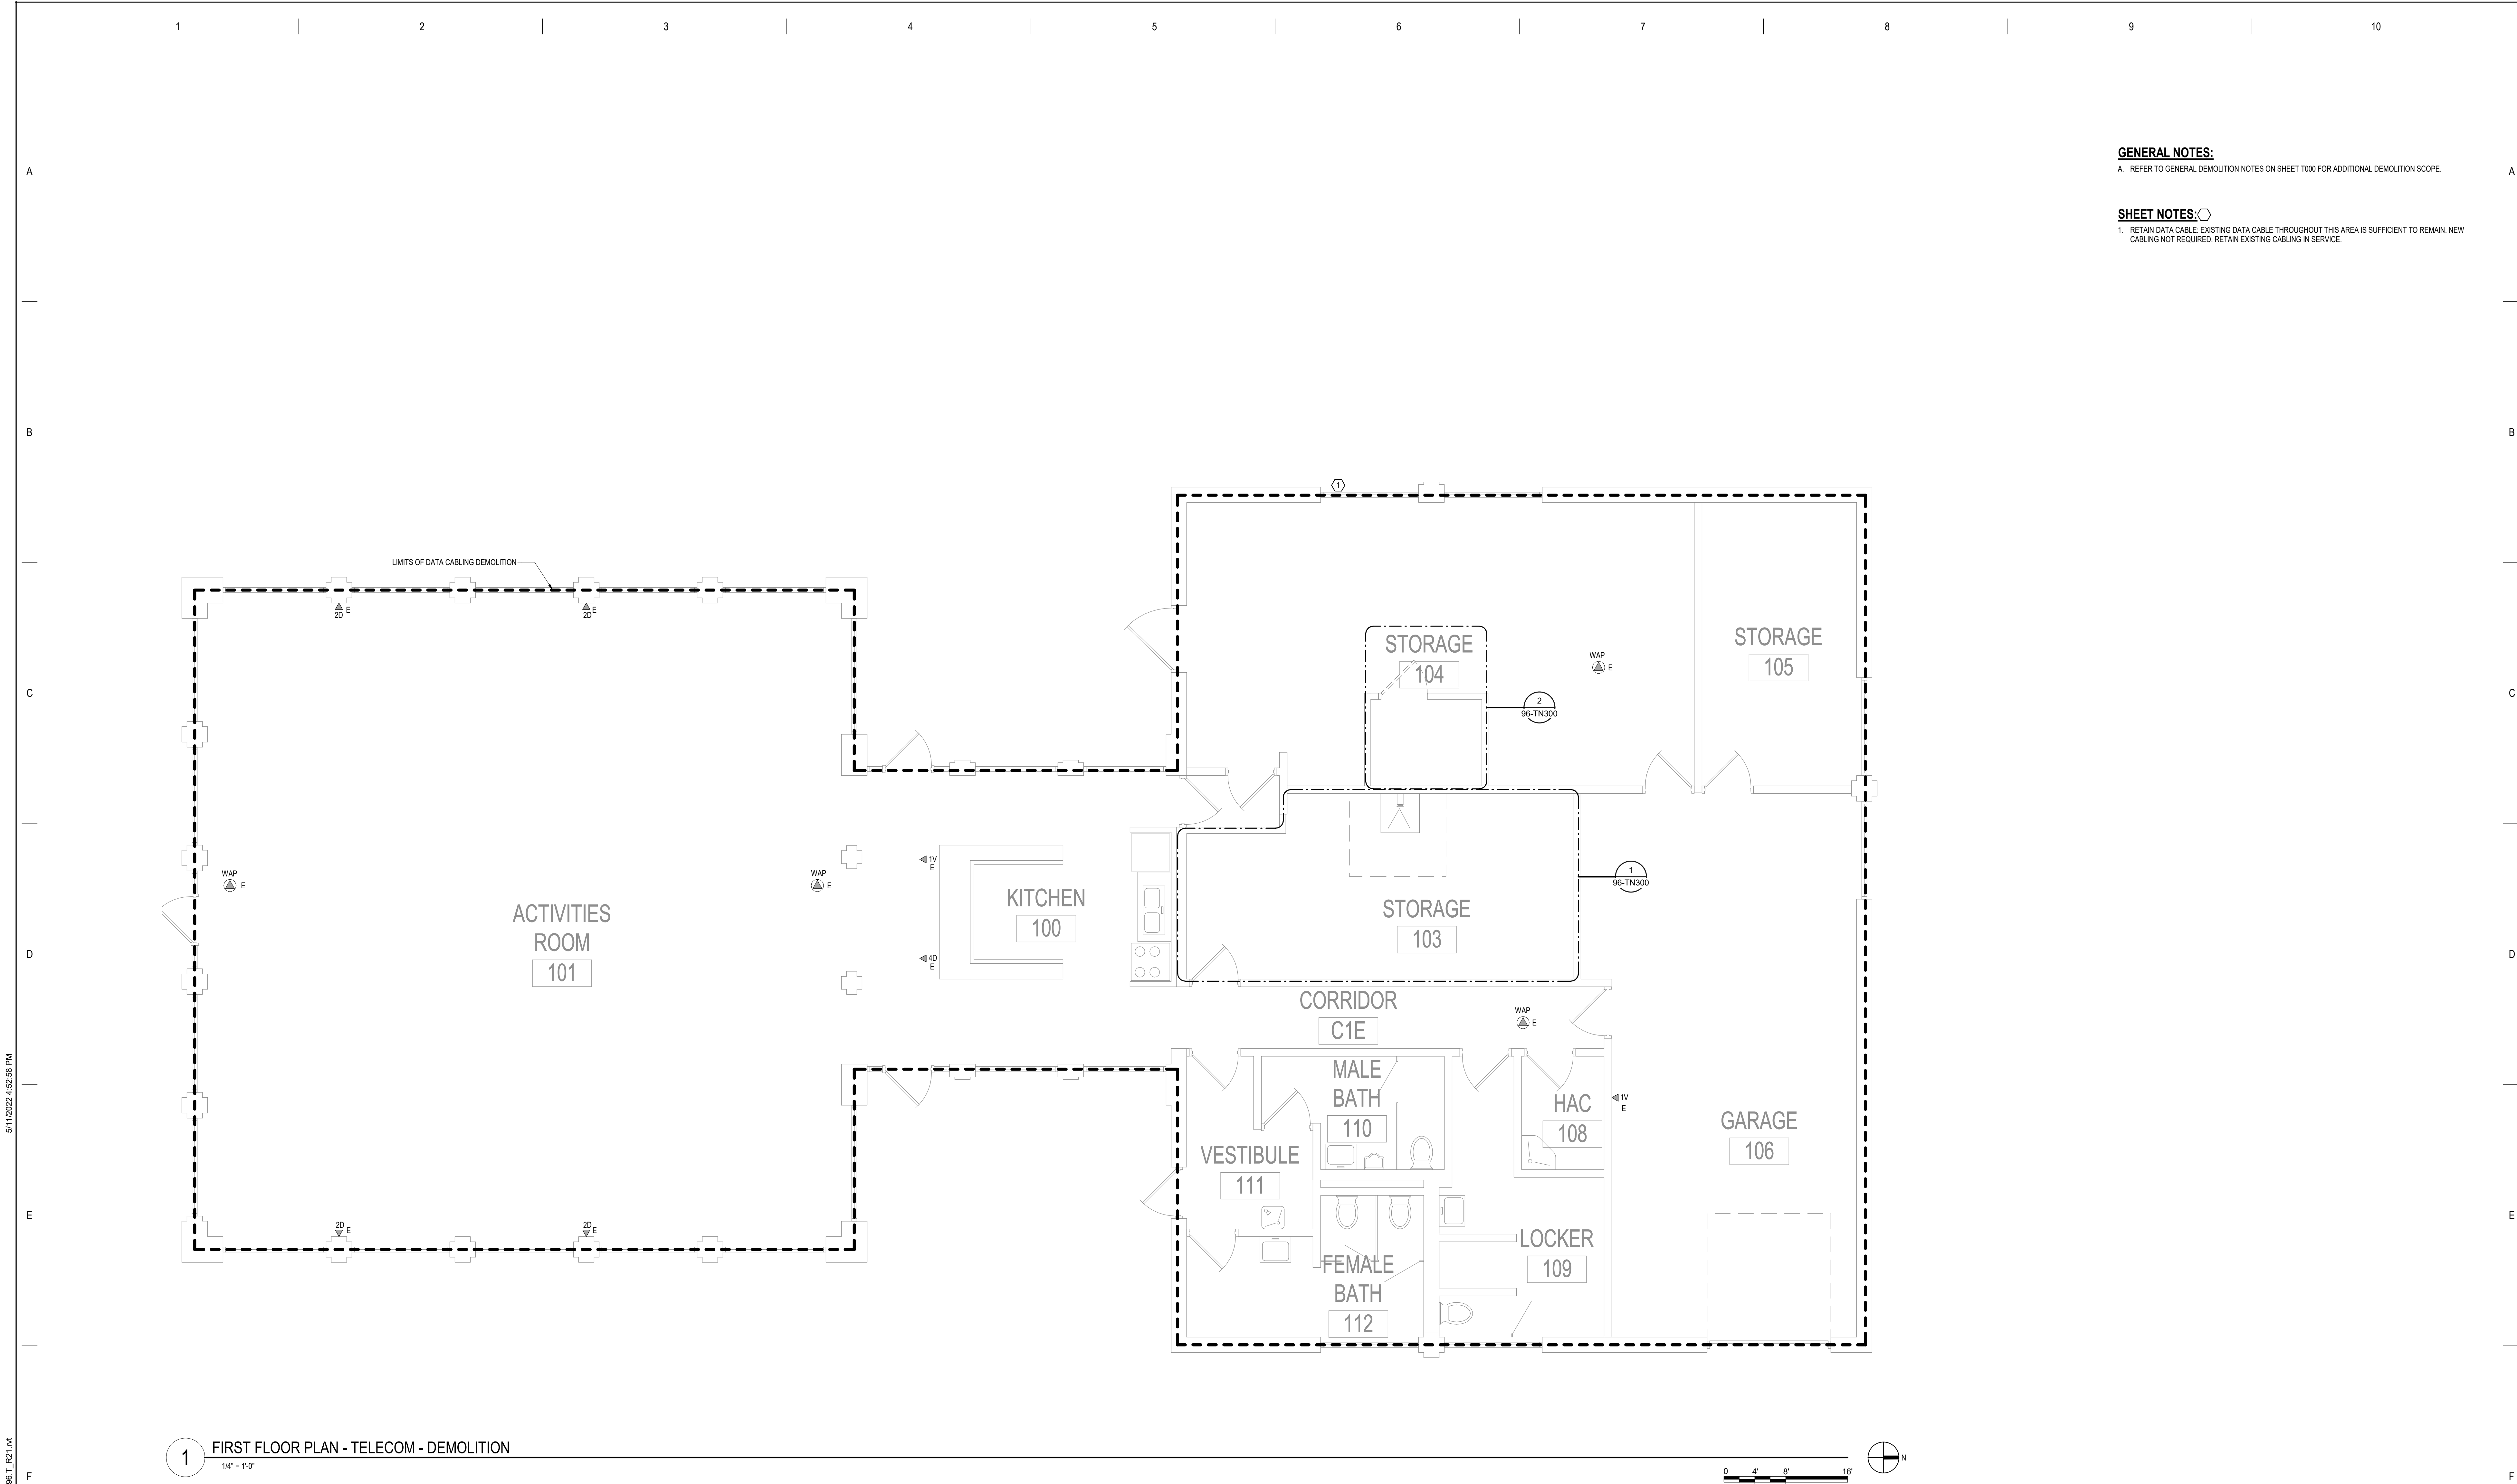 1 2 3 4 5 6 7 8 9 10
GENERAL NOTES:
A. REFER TO GENERAL DEMOLITION NOTES ON SHEET T000 FOR ADDITIONAL DEMOLITION SCOPE.
A A
SHEET NOTES:
1. RETAIN DATA CABLE: EXISTING DATA CABLE THROUGHOUT THIS AREA IS SUFFICIENT TO REMAIN. NEW
CABLING NOT REQUIRED. RETAIN EXISTING CABLING IN SERVICE.
B B
1
LIMITS OF DATA CABLING DEMOLITION
E E
2D 2D
STORAGE
104
STORAGE
105
WAP
E
C C
2
96-TN300
1V
E
WAP
E
WAP
E
1
96-TN300
KITCHEN
100
ACTIVITIES
ROOM
101
STORAGE
103
4D
E
D D
CORRIDOR
C1E
WAP
E
MALE
BATH
110
HAC
108
1V
E
GARAGE
106
VESTIBULE
111
E E
2D E
2D E
LOCKER
109
FEMALE
BATH
112
5/11/2022 4:52:58 PM
96.T_R21.rvt
1
FIRST FLOOR PLAN - TELECOM - DEMOLITION
1/4" = 1'-0"
N
0 4' 8' 16'
F F